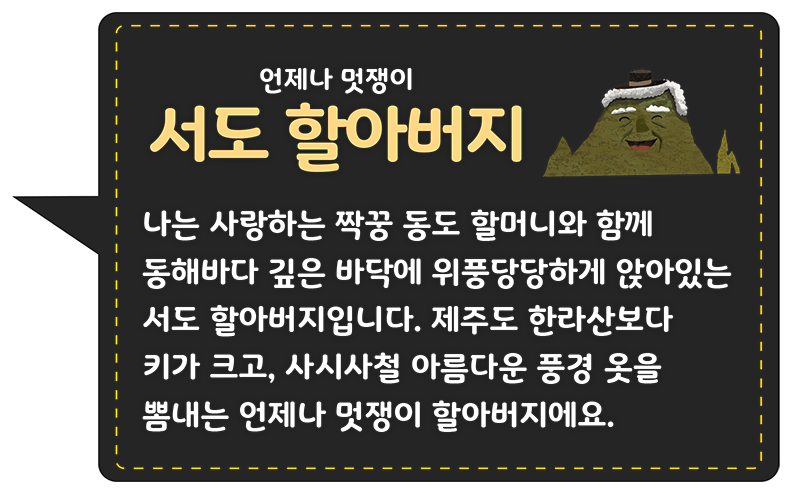 언제나 멋쟁이
서도 할아버지
나는 사랑하는 짝꿍 동도 할머니와 함께
동해바다 깊은 바닥에 위풍당당하게 앉아있는
서도 할아버지입니다. 제주도 한라산보다
키가 크고, 사시사철 아름다운 풍경 옷을
뽐내는 언제나 멋쟁이 할아버지에요.